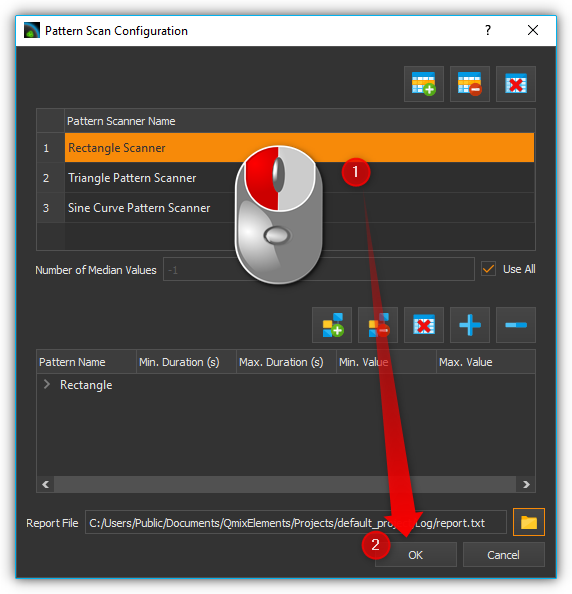 Pattern Scan Configuration
?
Pattern Scanner Name
1 Rectangle Scanner
1
2 Triangle Pattern Scanner
3 Sine Curve Pattern Scanner
Number of Median Values -1 Use All
Pattern Name Min. Duration (s) Max. Duration (s) Min. Value Max. Value
Rectangle
Report File C:/Users/Public/Documents/QmixElements/Projects/default_ Log/report.txt
2
OK Cancel